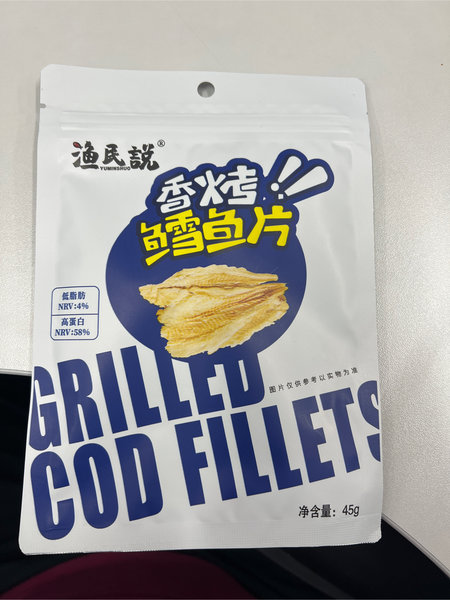 渔民説®
YUMINSHUO
香烤!!
鳕鱼片
低脂肪
NRV:4%
高蛋白
NRV:58%
图片仅供参考以实物为准
GRILLED
COD FILLETS
净含量：45g